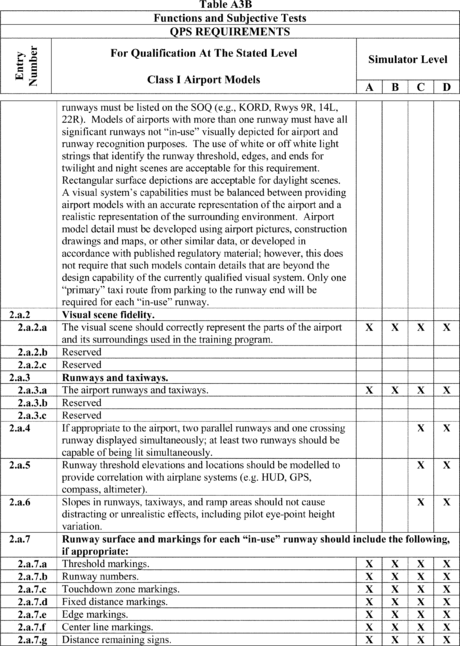 Table A3B
Functions and Subjective Tests
QPS REQUIREMENTS
Entry Number
For Qualification At The Stated Level
Class I Airport Models
Simulator Level
A B C D
runways must be listed on the SOQ (e.g., KORD, Rwys 9R, 14L,
22R). Models of airports with more than one runway must have all
significant runways not “in-use” visually depicted for airport and
runway recognition purposes. The use of white or off white light
strings that identify the runway threshold, edges, and ends for
twilight and night scenes are acceptable for this requirement.
Rectangular surface depictions are acceptable for daylight scenes.
A visual system’s capabilities must be balanced between providing
airport models with an accurate representation of the airport and a
realistic representation of the surrounding environment. Airport
model detail must be developed using airport pictures, construction
drawings and maps, or other similar data, or developed in
accordance with published regulatory material; however, this does
not require that such models contain details that are beyond the
design capability of the currently qualified visual system. Only one
“primary” taxi route from parking to the runway end will be
required for each “in-use” runway.
2.a.2 Visual scene fidelity.
2.a.2.a The visual scene should correctly represent the parts of the airport X X X X
and its surroundings used in the training program.
2.a.2.b Reserved
2.a.2.c Reserved
2.a.3 Runways and taxiways.
2.a.3.a The airport runways and taxiways. X X X X
2.a.3.b Reserved
2.a.3.c Reserved
2.a.4 If appropriate to the airport, two parallel runways and one crossing X X
runway displayed simultaneously; at least two runways should be
capable of being lit simultaneously.
2.a.5 Runway threshold elevations and locations should be modelled to X X
provide correlation with airplane systems (e.g. HUD, GPS,
compass, altimeter).
2.a.6 Slopes in runways, taxiways, and ramp areas should not cause X X
distracting or unrealistic effects, including pilot eye-point height
variation.
2.a.7 Runway surface and markings for each “in-use” runway should include the following,
if appropriate:
2.a.7.a Threshold markings. X X X X
2.a.7.b Runway numbers. X X X X
2.a.7.c Touchdown zone markings. X X X X
2.a.7.d Fixed distance markings. X X X X
2.a.7.e Edge markings. X X X X
2.a.7.f Center line markings. X X X X
2.a.7.g Distance remaining signs. X X X X